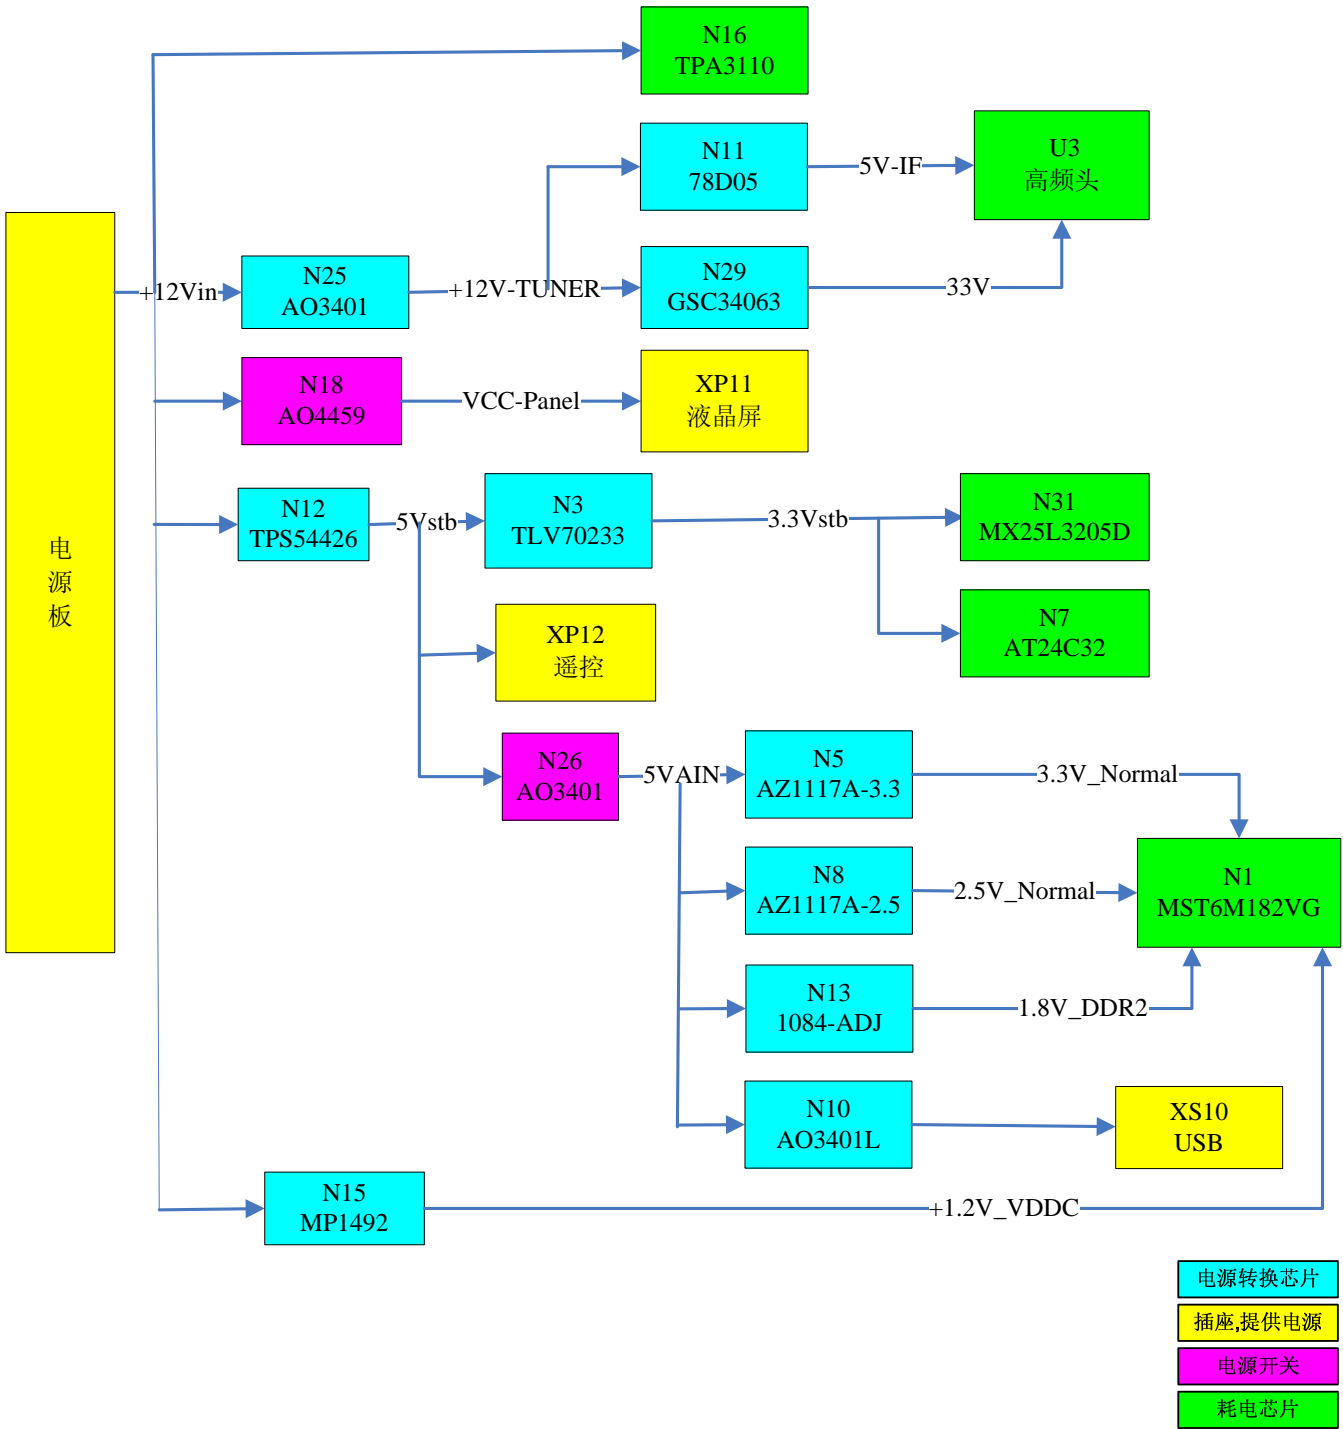 N16
TPA3110
N11
78D05
5V-IF
U3
高频头
+12Vin
N25
AO3401
+12V-TUNER
N29
GSC34063
33V
N18
AO4459
VCC-Panel
XP11
液晶屏
电
源
板
N12
TPS54426
5Vstb
N3
TLV70233
3.3Vstb
N31
MX25L3205D
XP12
遥控
N7
AT24C32
N26
AO3401
5VAIN
N5
AZ1117A-3.3
3.3V_Normal
N8
AZ1117A-2.5
2.5V_Normal
N1
MST6M182VG
N13
1084-ADJ
1.8V_DDR2
N10
AO3401L
XS10
USB
N15
MP1492
+1.2V_VDDC
电源转换芯片
插座,提供电源
电源开关
耗电芯片